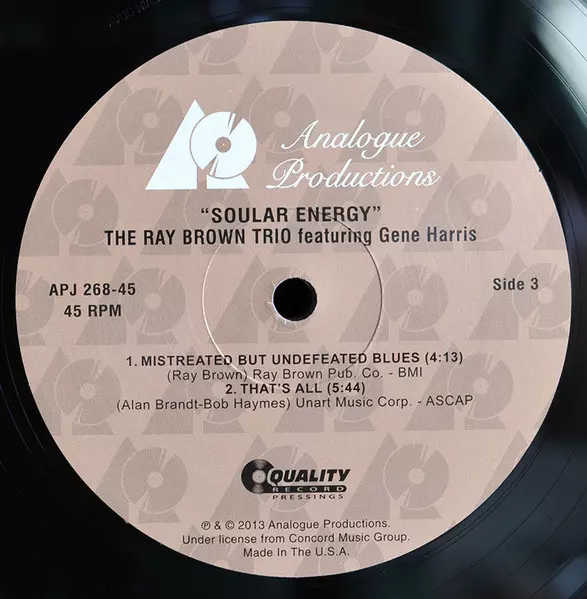 Analogue
Productions
“SOULAR ENERGY”
THE RAY BROWN TRIO featuring Gene Harris
APJ 268-45
45 RPM
Side 3
1. MISTREATED BUT UNDEFEATED BLUES (4:13)
(Ray Brown) Ray Brown Pub. Co. - BMI
2. THAT'S ALL (5:44)
(Alan Brandt-Bob Haymes) Unart Music Corp. - ASCAP
QUALITY
RECORD
PRESSINGS
℗ & © 2013 Analogue Productions.
Under license from Concord Music Group.
Made In The U.S.A.